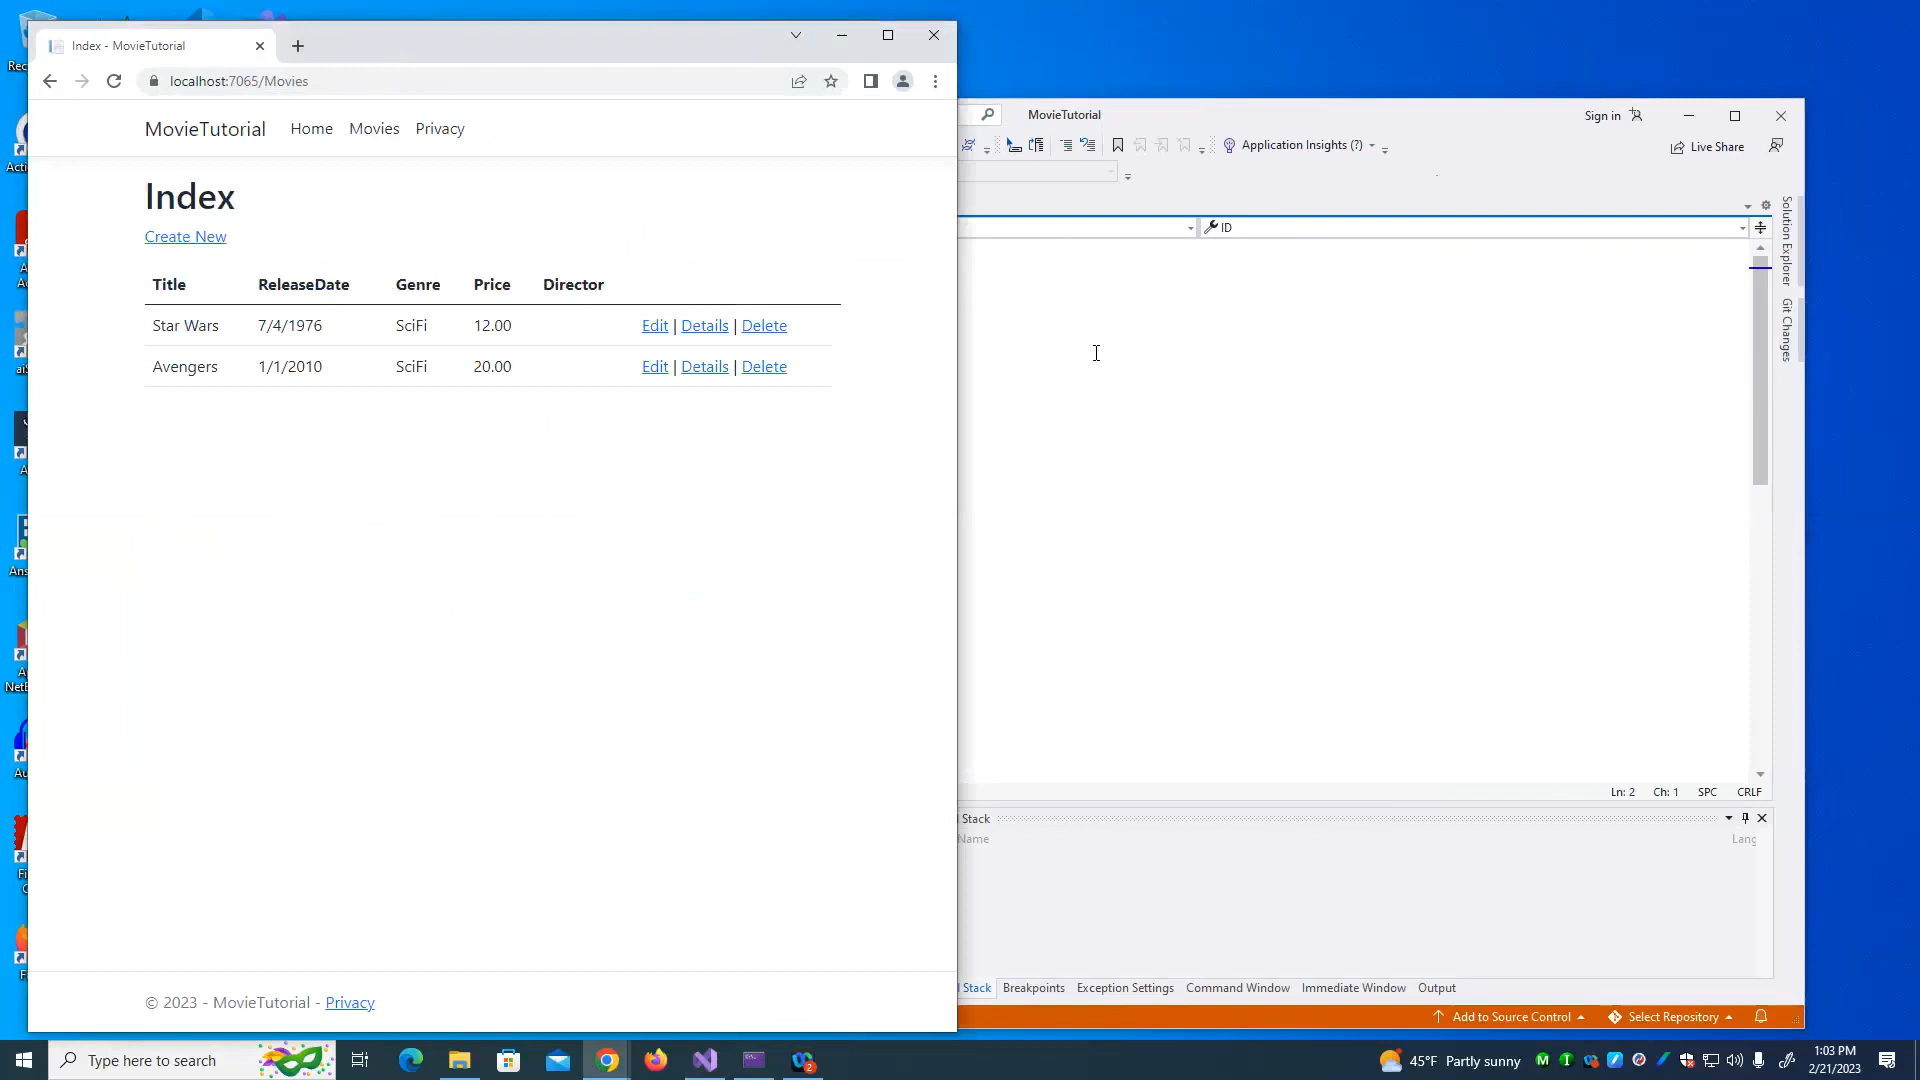 Index - MovieTutorial
localhost:7065/Movies
MovieTutorial Home Movies Privacy
Index
Create New
Title ReleaseDate Genre Price Director
Star Wars 7/4/1976 SciFi 12.00 Edit | Details | Delete
Avengers 1/1/2010 SciFi 20.00 Edit | Details | Delete
© 2023 - MovieTutorial - Privacy
MovieTutorial
Sign in
Application Insights (?)
Live Share
ID
Solution Explorer
Git Changes
Ln: 2 Ch: 1 SPC CRLF
Stack
Name Lang
Stack Breakpoints Exception Settings Command Window Immediate Window Output
Add to Source Control Select Repository
Type here to search
2
45°F Partly sunny
1:03 PM
2/21/2023